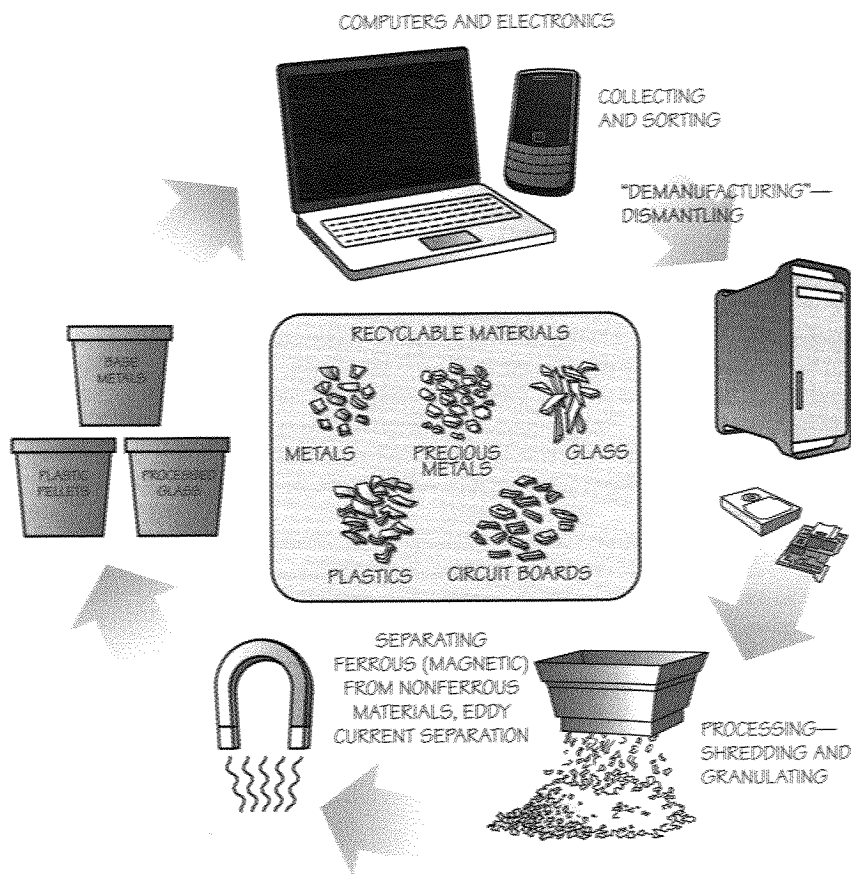 COMPUTERS AND ELECTRONICS
COLLECTING
AND SORTING
"DEMANUFACTURING"—
DISMANTLING
RECYCLABLE MATERIALS
METALS
PRECIOUS
METALS
GLASS
PLASTICS
CIRCUIT BOARDS
BASE
METALS
PLASTIC
PELLETS
PROCESSED
GLASS
SEPARATING
FERROUS (MAGNETIC)
FROM NONFERROUS
MATERIALS, EDDY
CURRENT SEPARATION
PROCESSING—
SHREDDING AND
GRANULATING